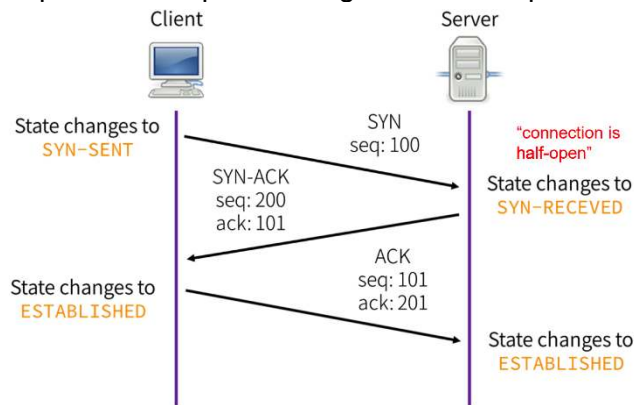 Client
Server
State changes to
SYN-SENT
SYN
seq: 100
"connection is
half-open"
SYN-ACK
seq: 200
ack: 101
State changes to
SYN-RECEVED
ACK
seq: 101
ack: 201
State changes to
ESTABLISHED
State changes to
ESTABLISHED